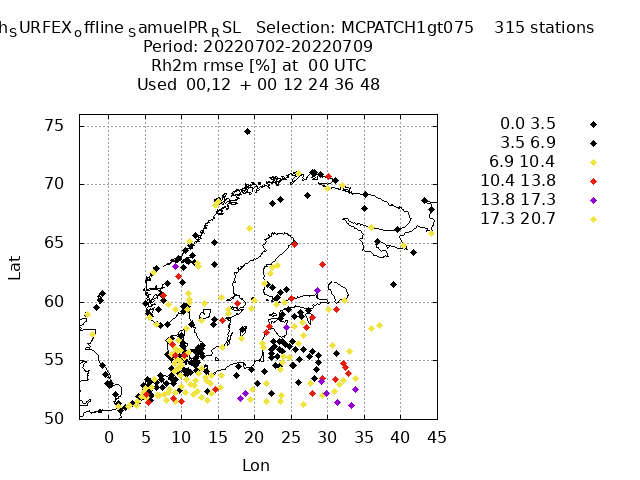 hSURFEXoffline SamuelPRRSL Selection: MCPATCH1gt075 315 stations
Period: 20220702-20220709
Rh2m rmse [%] at 00 UTC
Used 00,12 + 00 12 24 36 48
0.0 3.5
3.5 6.9
6.9 10.4
10.4 13.8
13.8 17.3
17.3 20.7
75
70
65
60
55
50
Lat
0 5 10 15 20 25 30 35 40 45
Lon